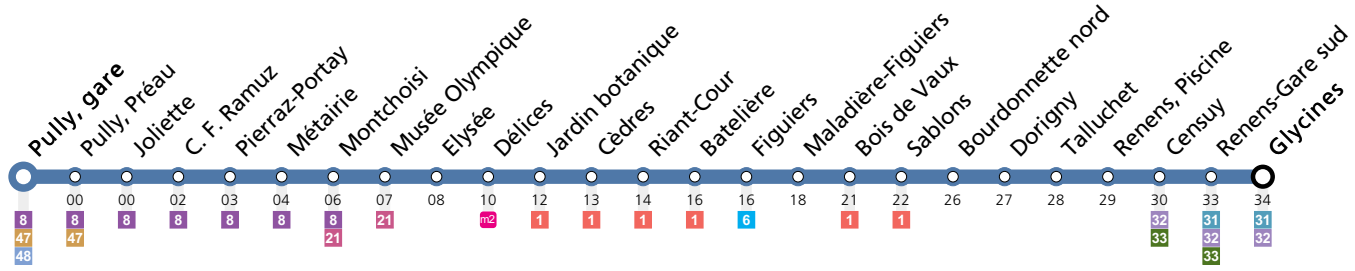 Pully, gare
Pully, Préau
Joliette
C. F. Ramuz
Pierraz-Portay
Métairie
Montchoisi
Musée Olympique
Elysée
Délices
Jardin botanique
Cèdres
Riant-Cour
Batelière
Figuiers
Maladière-Figuiers
Bois de Vaux
Sablons
Bourdonnette nord
Dorigny
Talluchet
Renens, Piscine
Censuy
Renens-Gare sud
Glycines
00 00 02 03 04 06 07 08 10 12 13 14 16 16 18 21 22 26 27 28 29 30 33 34
8 8 8 8 8 8 21 m2 1 1 1 1 6 1 1 32 31 31
47 47 21 33 32 32
48 33